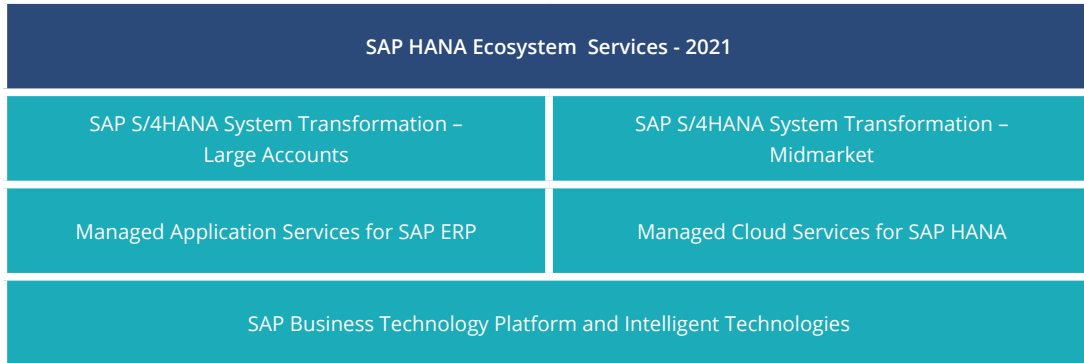 SAP HANA Ecosystem  Services - 2021
SAP S/4HANA System Transformation –
Large Accounts
SAP S/4HANA System Transformation –
Midmarket
Managed Application Services for SAP ERP
Managed Cloud Services for SAP HANA
SAP Business Technology Platform and Intelligent Technologies